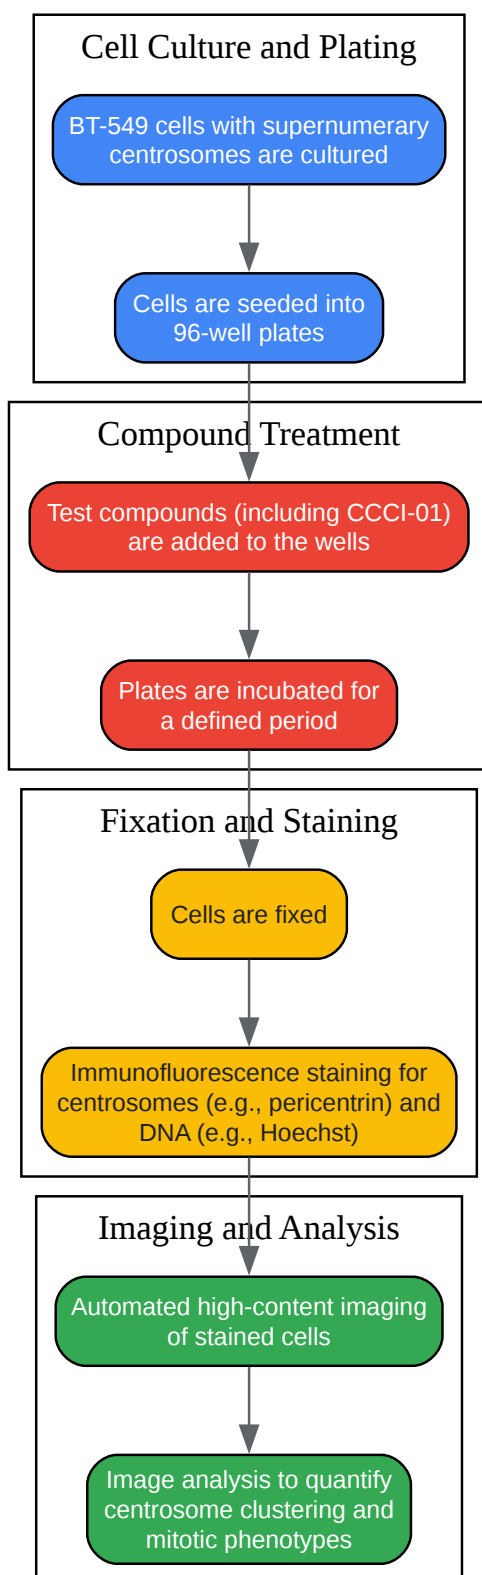 Cell Culture and Plating
BT-549 cells with supernumerary
centrosomes are cultured
Cells are seeded into
96-well plates
Compound Treatment
Test compounds (including CCCI-01)
are added to the wells
Plates are incubated for
a defined period
Fixation and Staining
Cells are fixed
Immunofluorescence staining for
centrosomes (e.g., pericentrin) and
DNA (e.g., Hoechst)
Imaging and Analysis
Automated high-content imaging
of stained cells
Image analysis to quantify
centrosome clustering and
mitotic phenotypes